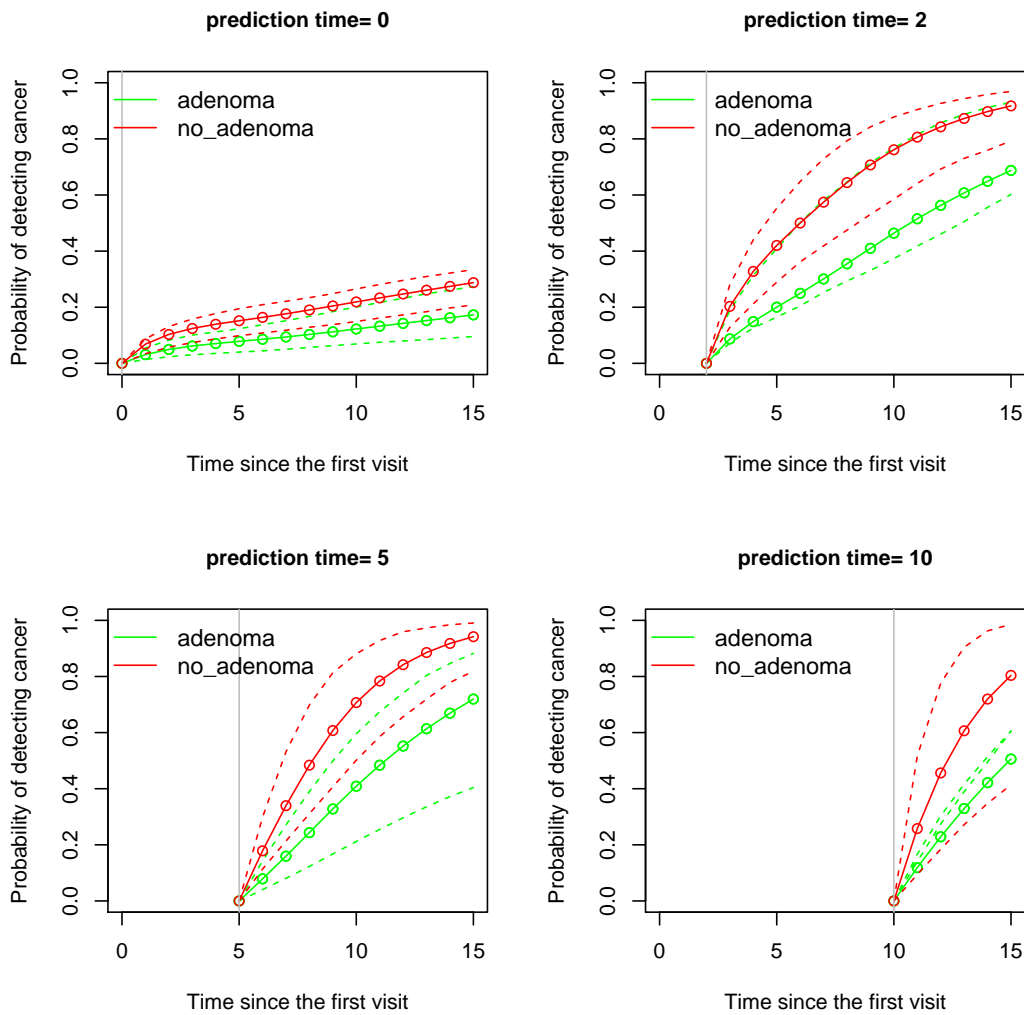 prediction time= 0
Probability of detecting cancer
1.0
0.8
0.6
0.4
0.2
0.0
adenoma
no_adenoma
0 5 10 15
Time since the first visit
prediction time= 2
Probability of detecting cancer
1.0
0.8
0.6
0.4
0.2
0.0
adenoma
no_adenoma
0 5 10 15
Time since the first visit
prediction time= 5
Probability of detecting cancer
1.0
0.8
0.6
0.4
0.2
0.0
adenoma
no_adenoma
0 5 10 15
Time since the first visit
prediction time= 10
Probability of detecting cancer
1.0
0.8
0.6
0.4
0.2
0.0
adenoma
no_adenoma
0 5 10 15
Time since the first visit